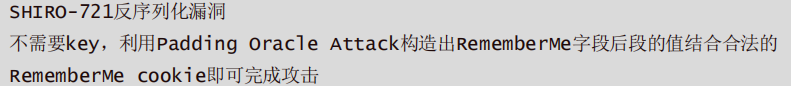 SHIRO-721反序列化漏洞
不需要key，利用Padding Oracle Attack构造出RememberMe字段后段的值结合合法的
RememberMe cookie即可完成攻击